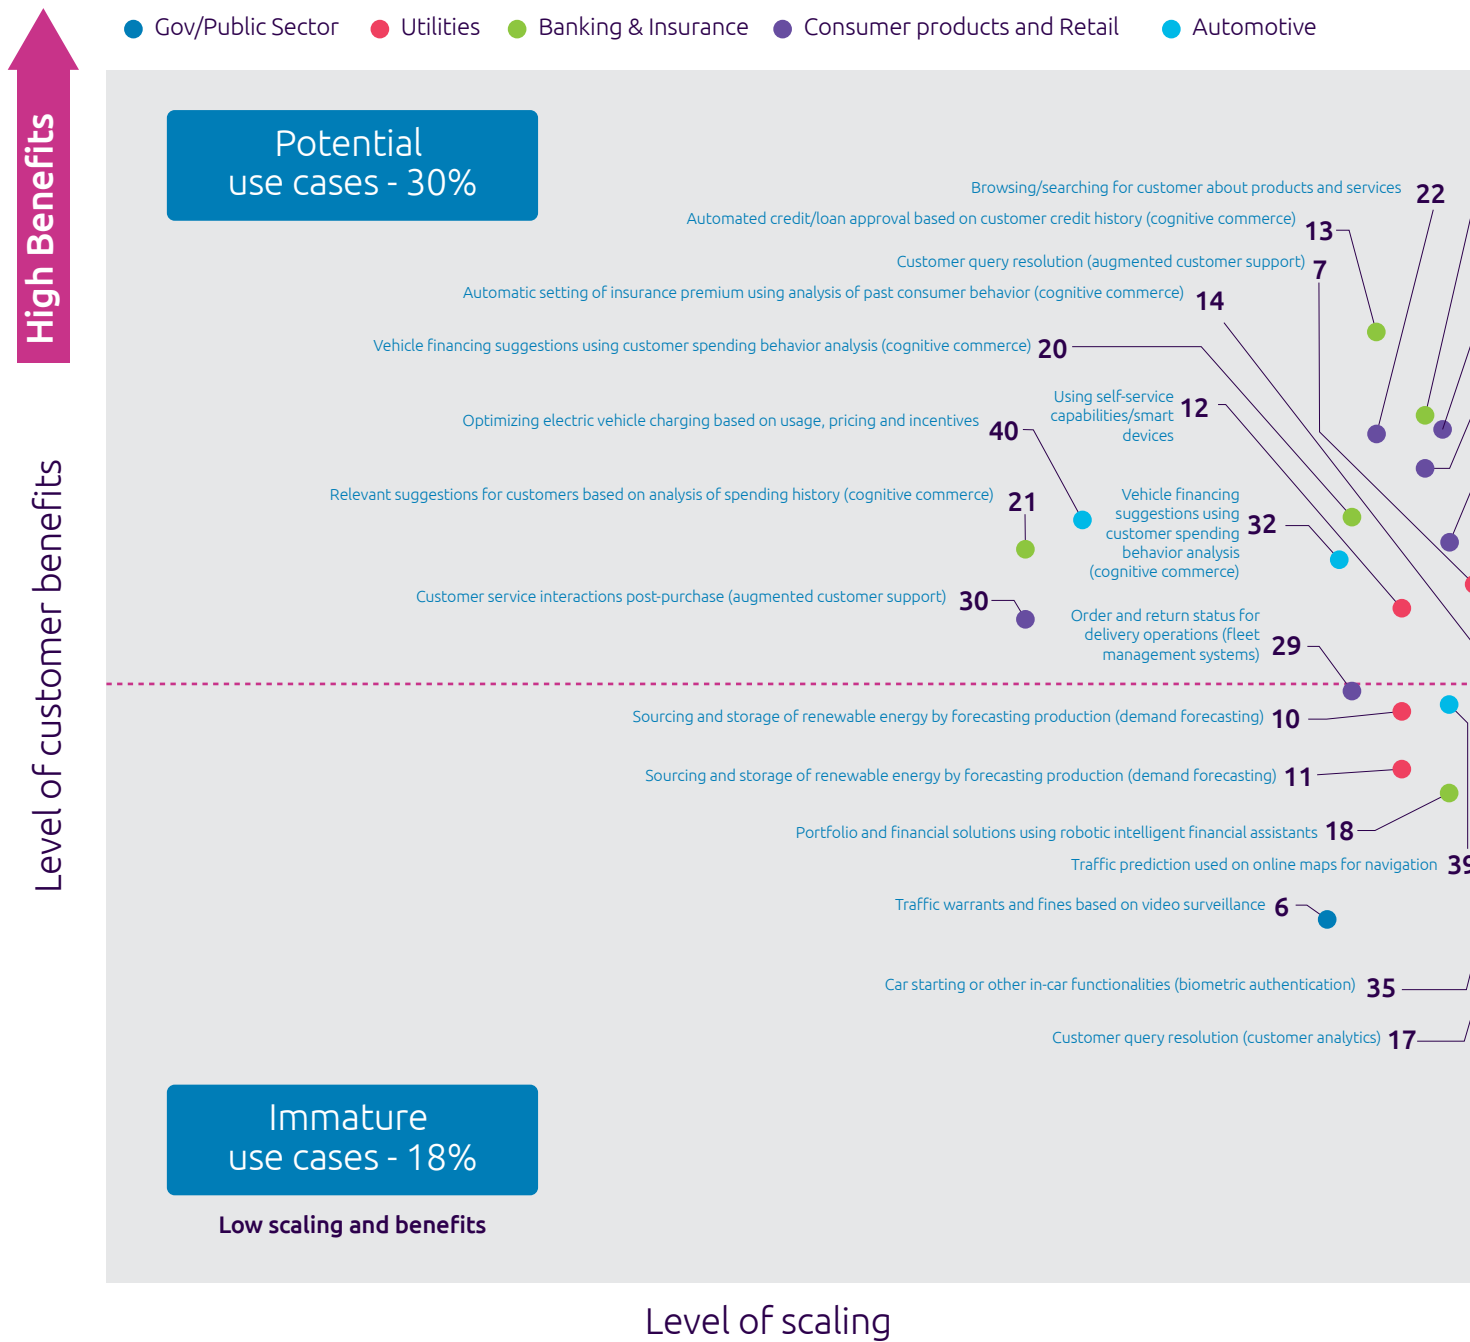 Gov/Public Sector
Utilities
Banking & Insurance
Consumer products and Retail
Automotive
High Benefits
Level of customer benefits
Potential
use cases - 30%
Browsing/searching for customer about products and services 22
Automated credit/loan approval based on customer credit history (cognitive commerce) 13
Customer query resolution (augmented customer support) 7
Automatic setting of insurance premium using analysis of past consumer behavior (cognitive commerce) 14
Vehicle financing suggestions using customer spending behavior analysis (cognitive commerce) 20
Using self-service
capabilities/smart
devices
12
Optimizing electric vehicle charging based on usage, pricing and incentives 40
Relevant suggestions for customers based on analysis of spending history (cognitive commerce) 21
Vehicle financing
suggestions using
customer spending
behavior analysis
(cognitive commerce)
32
Customer service interactions post-purchase (augmented customer support) 30
Order and return status for
delivery operations (fleet
management systems)
29
Sourcing and storage of renewable energy by forecasting production (demand forecasting) 10
Sourcing and storage of renewable energy by forecasting production (demand forecasting) 11
Portfolio and financial solutions using robotic intelligent financial assistants 18
Traffic prediction used on online maps for navigation 39
Traffic warrants and fines based on video surveillance 6
Car starting or other in-car functionalities (biometric authentication) 35
Customer query resolution (customer analytics) 17
Immature
use cases - 18%
Low scaling and benefits
Level of scaling